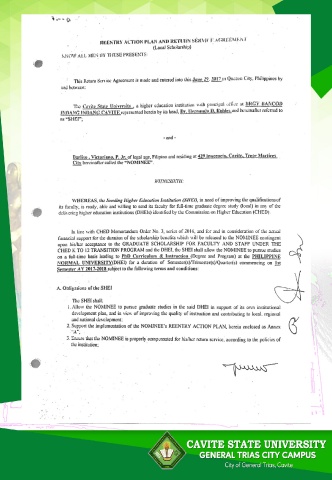 REENTRY ACTION PLAN AND RETURN SERVICE AGREEMENT
(Local Scholarship)
KNOW ALL MEN BY THESE PRESENTS:
This Return Service Agreement is made and entered into this June 29, 2017 in Quezon City, Philippines by
and between:
The Cavite State University, a higher education institution with principal office at BRGY BANCOD
INDANG INDANG CAVITE represented herein by its head, Dr. Hernando D. Robles and hereinafter referred to
as "SHEI";
- and -
P. Jr. of legal age, Filipino and residing at 429 Cavite, Trece Martires
City hereinafter called the "NOMINEE"
WITNESSETH:
WHEREAS, the Sending Higher Education Institution (SHEI), in need of improving the qualifications of
its faculty, is ready, able and willing to send its faculty for full-time graduate degree study (local) in any of the
delivering higher education institutions (DHEIs) identified by the Commission on Higher Education (CHED).
In line with CHED Memorandum Order No. 3, series of 2016, and for and in consideration of the actual
financial support for the duration of the scholarship benefits which will be released to the NOMINEE contingent
upon his/her acceptance to the GRADUATE SCHOLARSHIP FOR FACULTY AND STAFF UNDER THE
CHED K TO 12 TRANSITION PROGRAM and the DHEI, the SHEI shall allow the NOMINEE to pursue studies
on a full-time basis leading to PhD Curriculum & Instruction (Degree and Program) at the PHILIPPINE
NORMAL UNIVERSITY(DHEI) for a duration of Semester(s)/Trimester(s)/Quarter(s) commencing on 1st
Semester AY 2017-2018 subject to the following terms and conditions:
A. Obligations of the SHEI
The SHEI shall:
1. Allow the NOMINEE to pursue graduate studies in the said DHEI in support of its own institutional
development plan, and in view of improving the quality of instruction and contributing to local, regional
and national development;
2. Support the implementation of the NOMINEE'S REENTRY ACTION PLAN, hereto enclosed as Annex
"A";
3. Ensure that the NOMINEE is properly compensated for his/her return service, according to the policies of
the institution;
CAVITE STATE UNIVERSITY
GENERAL TRIAS CITY CAMPUS
City of General Trias, Cavite